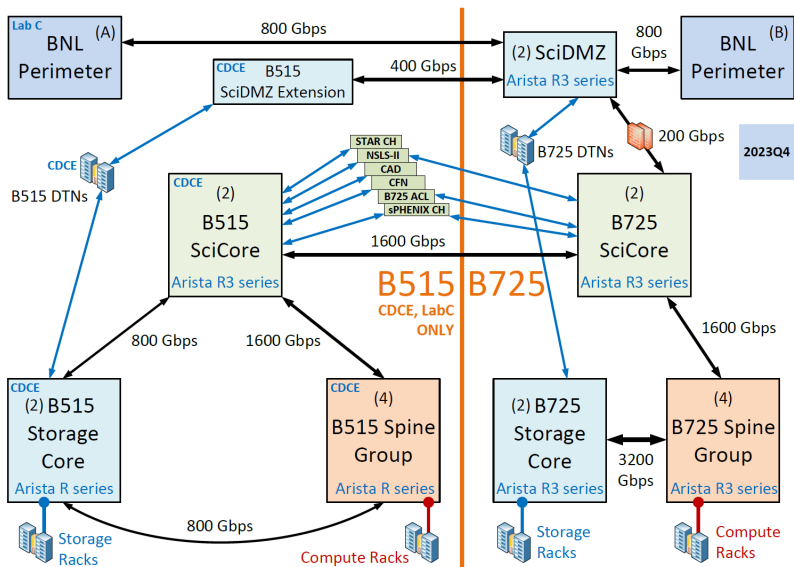 Lab C
(A)
BNL
Perimeter
800 Gbps
(2) SciDMZ
Arista R3 series
800
Gbps
(B)
BNL
Perimeter
CDCE
B515
SciDMZ Extension
400 Gbps
200 Gbps
2023Q4
CDCE
B515 DTNs
B725 DTNs
STAR CH
NSLS-II
CAD
CFN
B725 ACL
sPHENIX CH
CDCE
(2)
B515
SciCore
Arista R3 series
(2)
B725
SciCore
Arista R3 series
1600 Gbps
B515
CDCE, LabC
ONLY
B725
800 Gbps
1600 Gbps
1600 Gbps
CDCE
(2) B515
Storage
Core
Arista R series
CDCE
(4)
B515 Spine
Group
Arista R series
(2) B725
Storage
Core
Arista R3 series
3200
Gbps
(4)
B725 Spine
Group
Arista R3 series
800 Gbps
Storage
Racks
Compute Racks
Storage
Racks
Compute
Racks